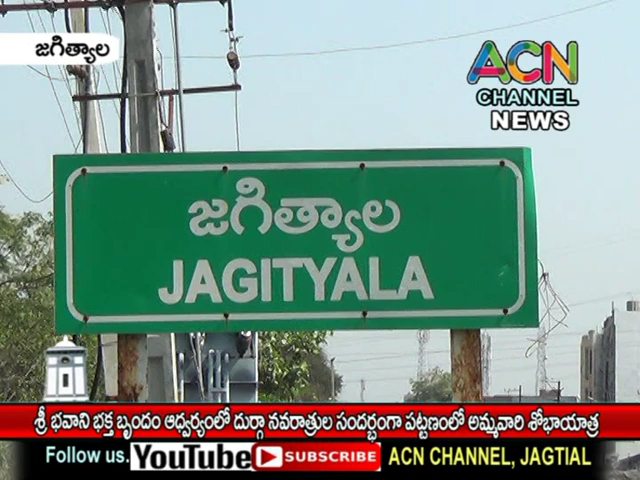 జగిత్యాల
ACN
CHANNEL
NEWS
జగిత్యాల
JAGITYALA
శ్రీ భవాని భక్త బృందం ఆధ్వర్యంలో దుర్గా నవరాత్రుల సందర్భంగా పట్టణంలో అమ్మవారి శోభాయాత్ర
Follow us. YouTube SUBSCRIBE ACN CHANNEL, JAGTIAL